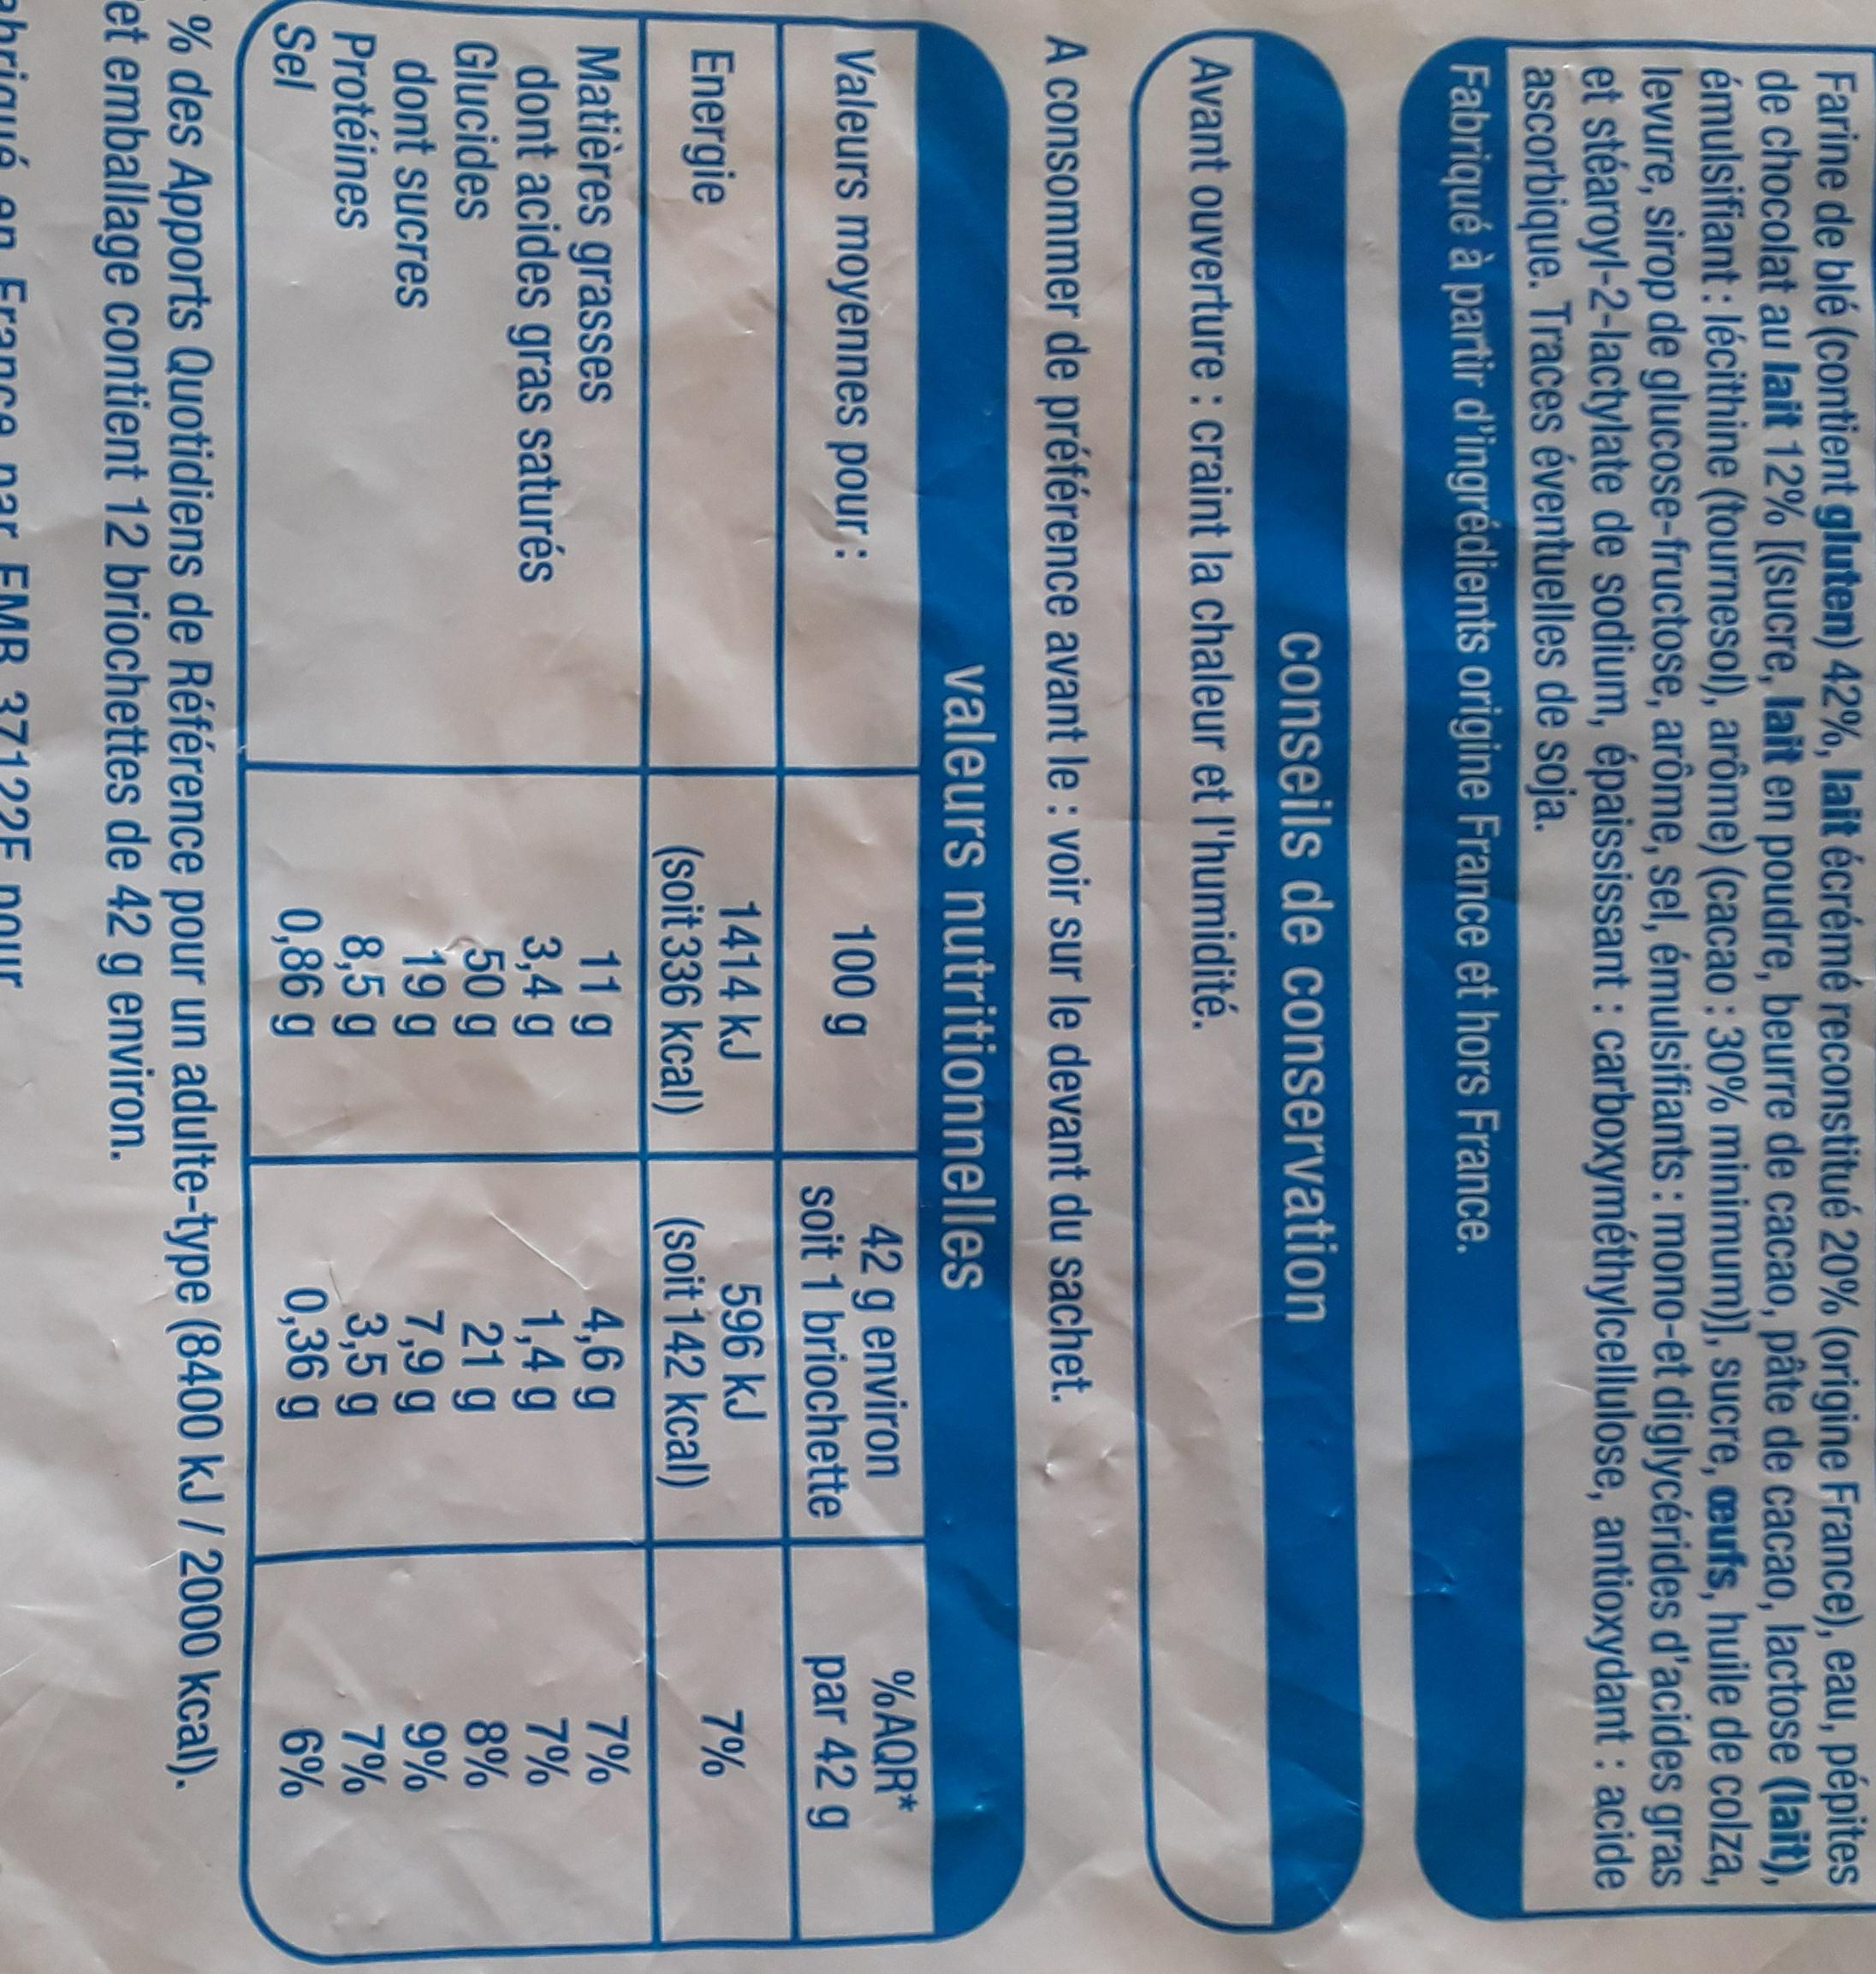 Farine de blé (contient gluten) 42%, lait écrémé reconstitué 20% (origine France), eau, pépites
de chocolat au lait 12% [(sucre, lait en poudre, beurre de cacao, pâte de cacao, lactose (lait),
émulsifiant : lécithine (tournesol), arôme) (cacao : 30% minimum)], sucre, œufs, huile de colza,
levure, sirop de glucose-fructose, arôme, sel, émulsifiants : mono-et diglycérides d'acides gras
et stéaroyl-2-lactylate de sodium, épaississant : carboxyméthylcellulose, antioxydant : acide
ascorbique. Traces éventuelles de soja.
Fabriqué à partir d'ingrédients origine France et hors France.
conseils de conservation
Avant ouverture : craint la chaleur et l'humidité.
A consommer de préférence avant le : voir sur le devant du sachet.
valeurs nutritionnelles
Valeurs moyennes pour : 100 g 42 g environ soit 1 briochette %AQR* par 42 g
Energie 1414 kJ (soit 336 kcal) 596 kJ (soit 142 kcal) 7%
Matières grasses 11 g 4,6 g 7%
dont acides gras saturés 3,4 g 1,4 g 7%
Glucides 50 g 21 g 8%
dont sucres 19 g 7,9 g 9%
Protéines 8,5 g 3,5 g 7%
Sel 0,86 g 0,36 g 6%
% des Apports Quotidiens de Référence pour un adulte-type (8400 kJ / 2000 kcal).
et emballage contient 12 briochettes de 42 g environ.
en France par EMB 37122F pour